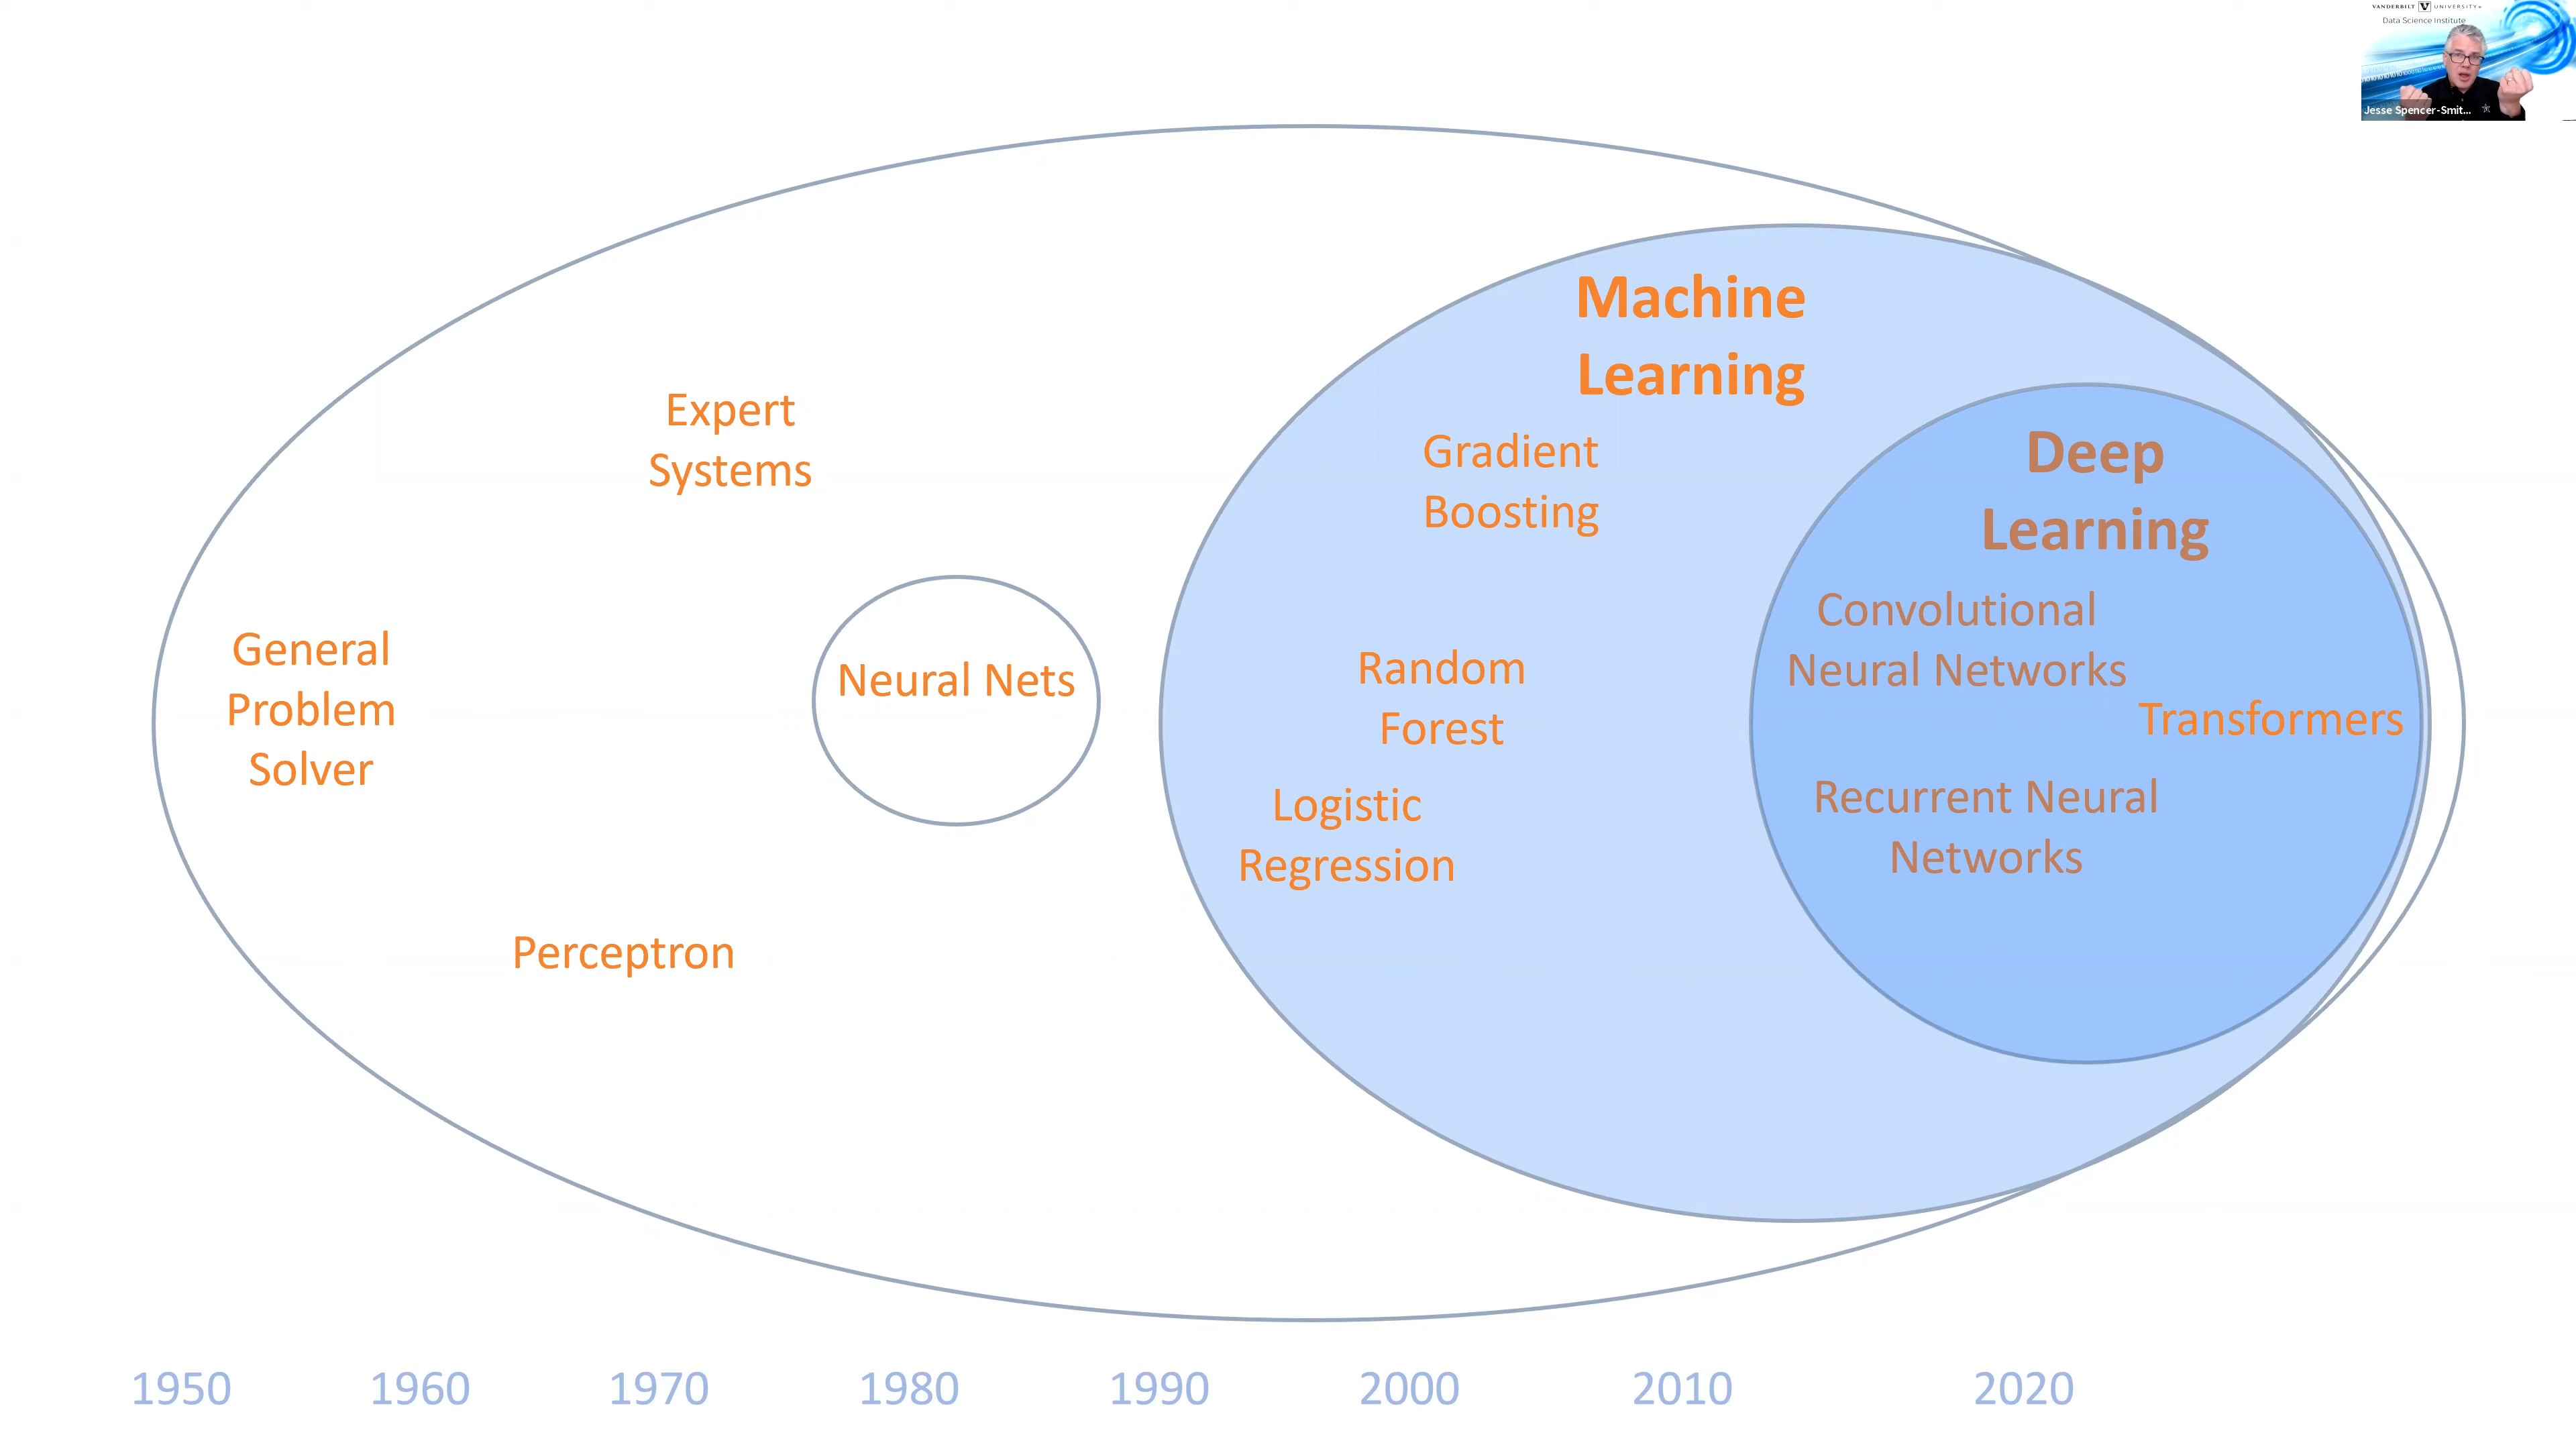 VANDERBILT V UNIVERSITY
Data Science Institute
Jesse Spencer-Smit...
Machine
Learning
Expert
Systems
Gradient
Boosting
Deep
Learning
General
Problem
Solver
Neural Nets
Random
Forest
Convolutional
Neural Networks
Transformers
Logistic
Regression
Recurrent Neural
Networks
Perceptron
1950 1960 1970 1980 1990 2000 2010 2020